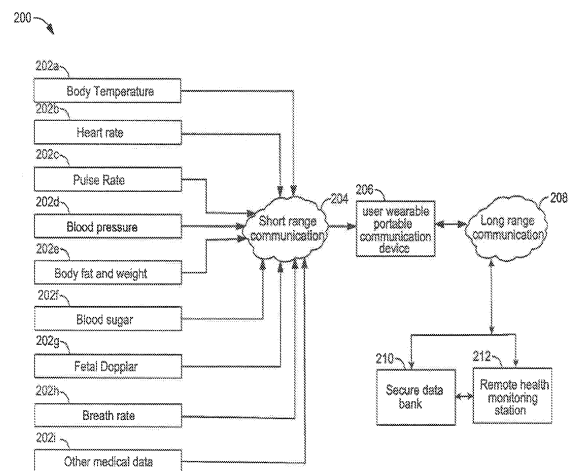 200
202a
Body Temperature
202b
Heart rate
202c
Pulse Rate
202d
Blood pressure
202e
Body fat and weight
202f
Blood sugar
202g
Fetal Dopplar
202h
Breath rate
202i
Other medical data
204
Short range
communication
206
user wearable
portable
communication
device
208
Long range
communication
210
Secure data
bank
212
Remote health
monitoring
station